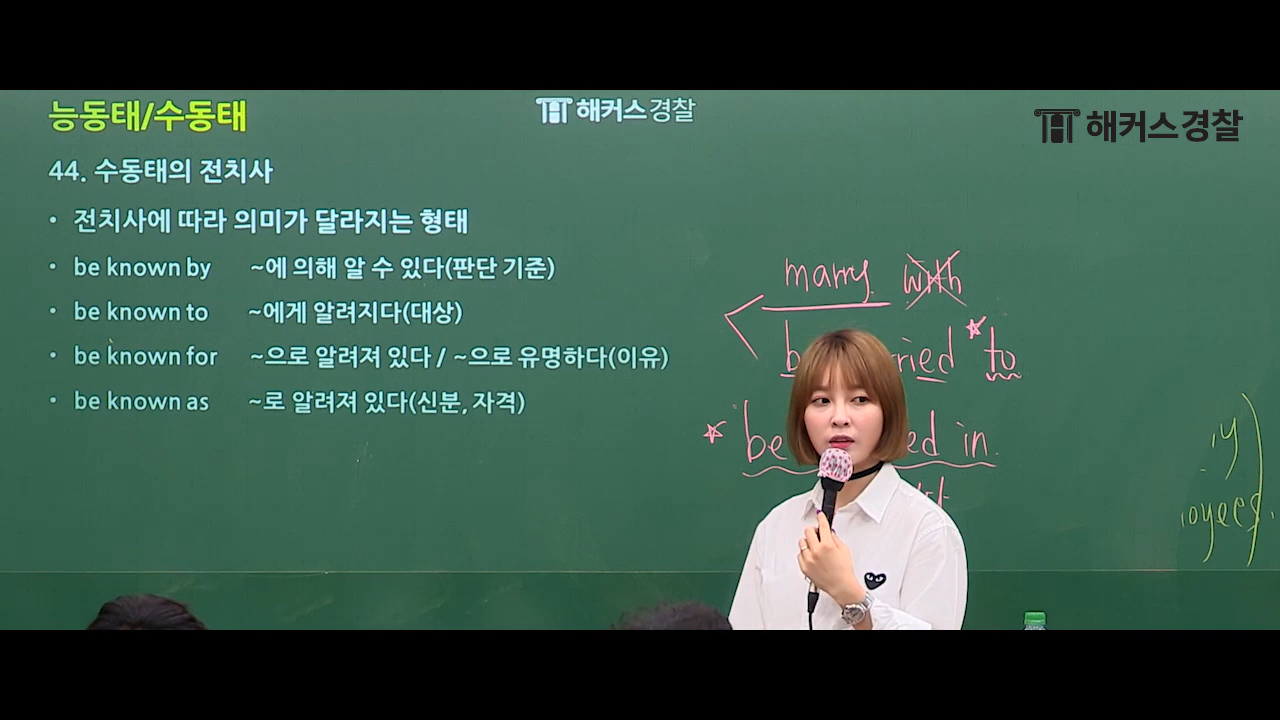 능동태/수동태
해커스경찰
해커스경찰
44. 수동태의 전치사
• 전치사에 따라 의미가 달라지는 형태
• be known by ~에 의해 알 수 있다(판단 기준)
• be known to ~에게 알려지다(대상)
• be known for ~으로 알려져 있다 / ~으로 유명하다(이유)
• be known as ~로 알려져 있다(신분, 자격)
marry with
to
be in